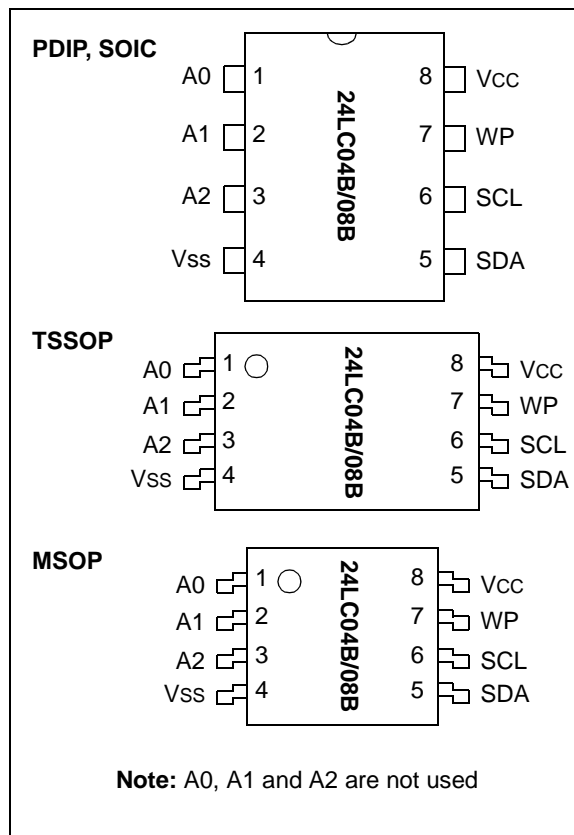 PDIP, SOIC
A0 1 8 VCC
A1 2 7 WP
A2 3 6 SCL
VSS 4 5 SDA
24LC04B/08B
TSSOP
A0 1 8 VCC
A1 2 7 WP
A2 3 6 SCL
VSS 4 5 SDA
24LC04B/08B
MSOP
A0 1 8 VCC
A1 2 7 WP
A2 3 6 SCL
VSS 4 5 SDA
24LC04B/08B
Note: A0, A1 and A2 are not used